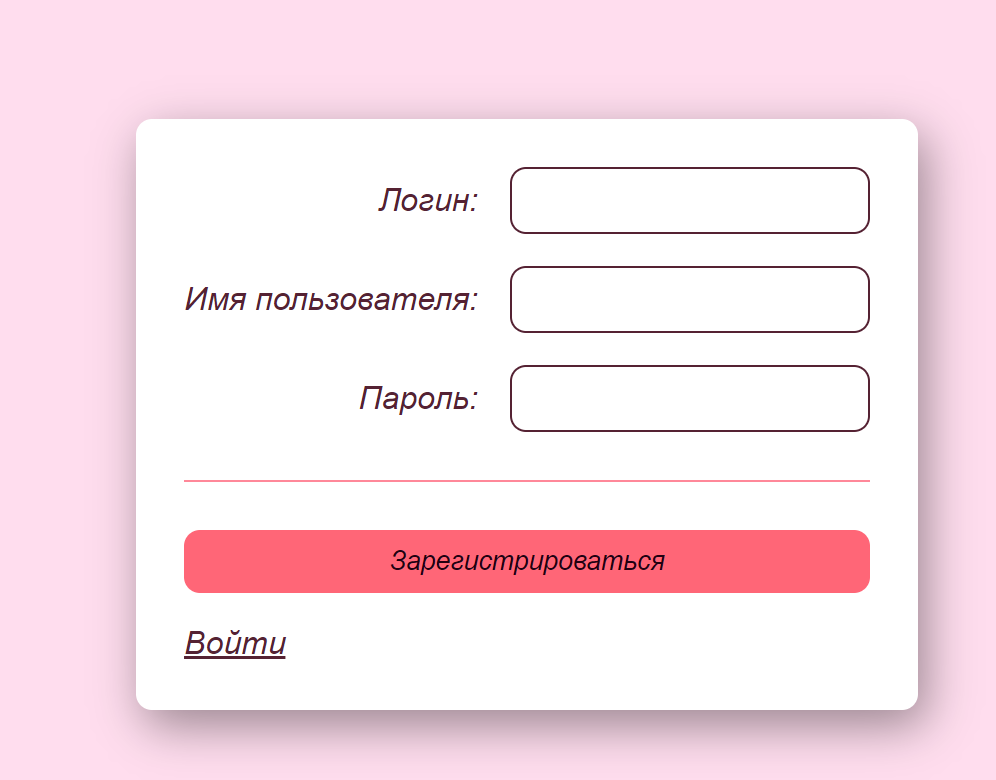 Логин:
Имя пользователя:
Пароль:
Зарегистрироваться
Войти